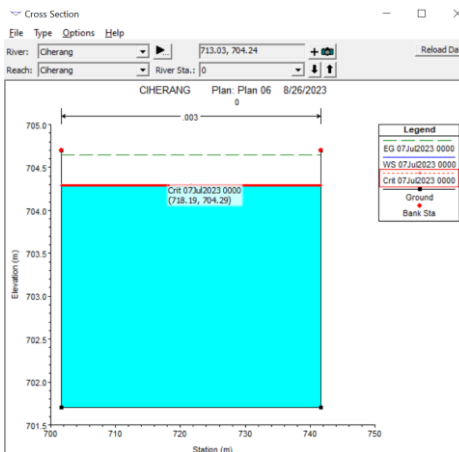 Cross Section
File Type Options Help
River: Ciherang 713.03, 704.24 Reload Da
Reach: Ciherang River Sta.: 0
CIHERANG Plan: Plan 06 8/26/2023
0
.003
Legend
EG 07Jul2023 0000
WS 07Jul2023 0000
Crit 07Jul2023 0000
Ground
Bank Sta
Crit 07Jul2023 0000
(718.19, 704.29)
705.0
704.5
704.0
703.5
703.0
702.5
702.0
701.5
Elevation (m)
700 710 720 730 740 750
Station (m)